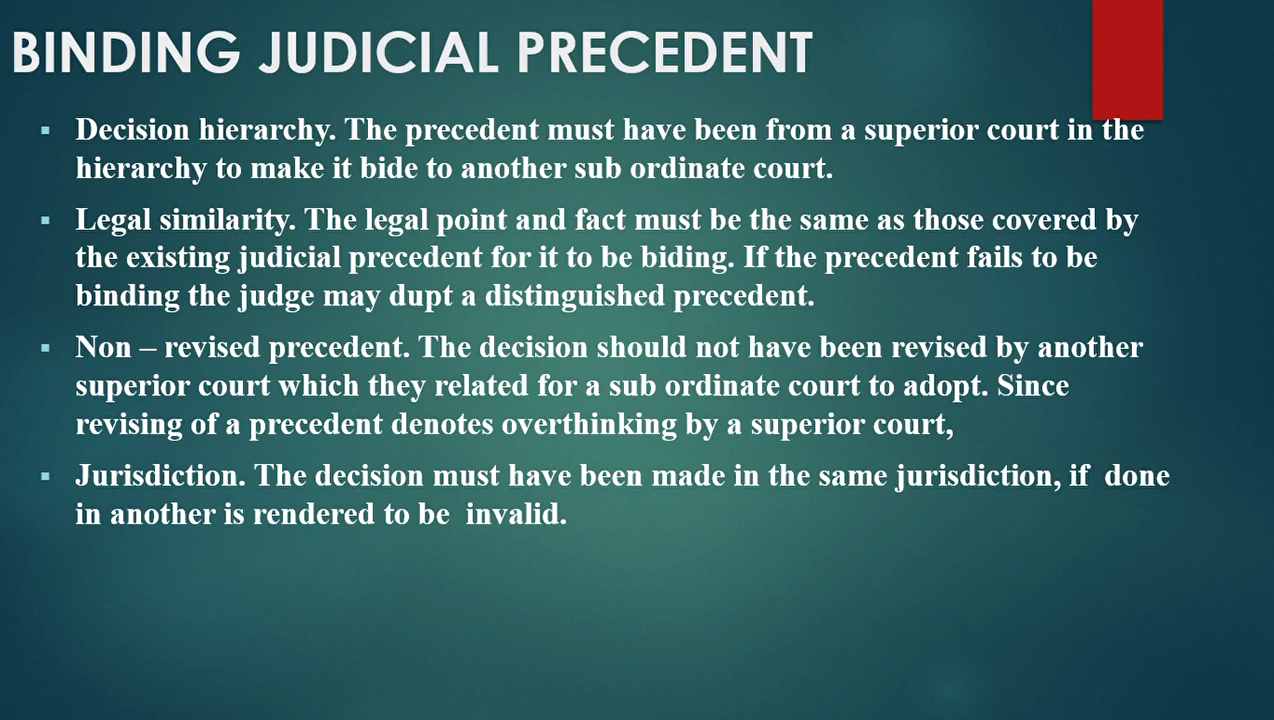 BINDING JUDICIAL PRECEDENT
▪ Decision hierarchy. The precedent must have been from a superior court in the
hierarchy to make it bide to another sub ordinate court.
▪ Legal similarity. The legal point and fact must be the same as those covered by
the existing judicial precedent for it to be biding. If the precedent fails to be
binding the judge may dupt a distinguished precedent.
▪ Non – revised precedent. The decision should not have been revised by another
superior court which they related for a sub ordinate court to adopt. Since
revising of a precedent denotes overthinking by a superior court,
▪ Jurisdiction. The decision must have been made in the same jurisdiction, if  done
in another is rendered to be  invalid.